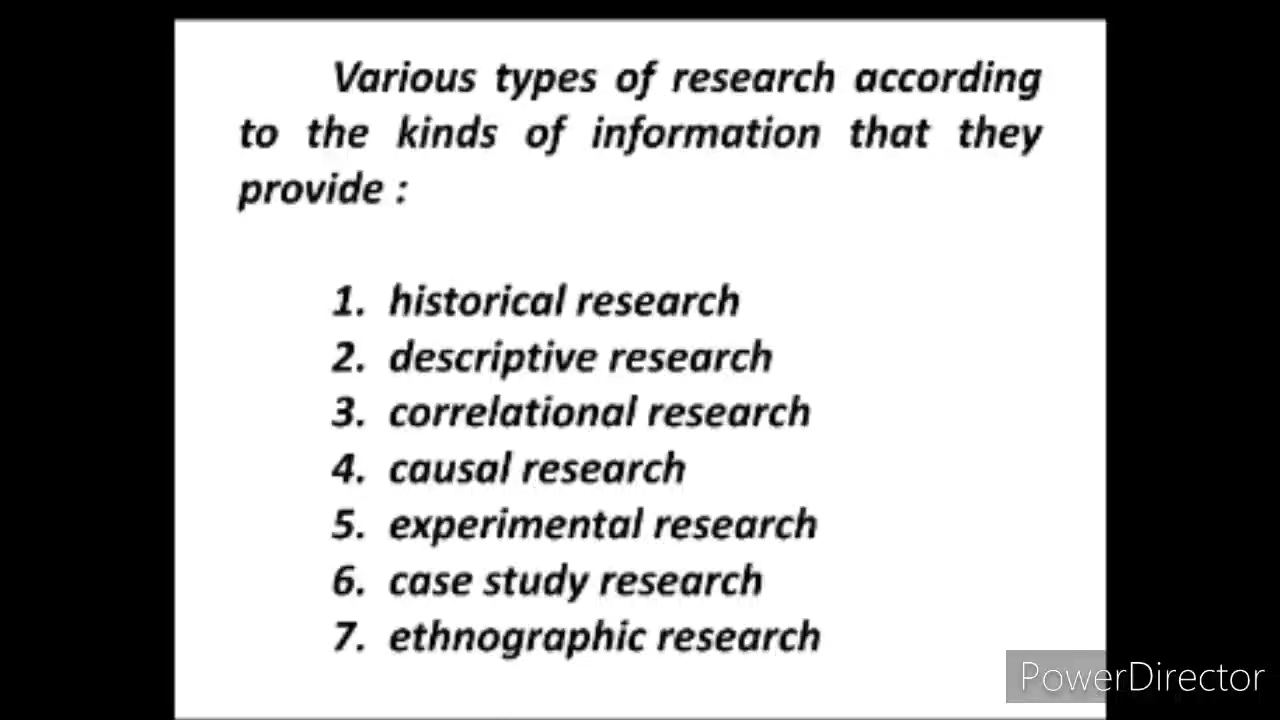 Various types of research according
to the kinds of information that they
provide :
1. historical research
2. descriptive research
3. correlational research
4. causal research
5. experimental research
6. case study research
7. ethnographic research
PowerDirector